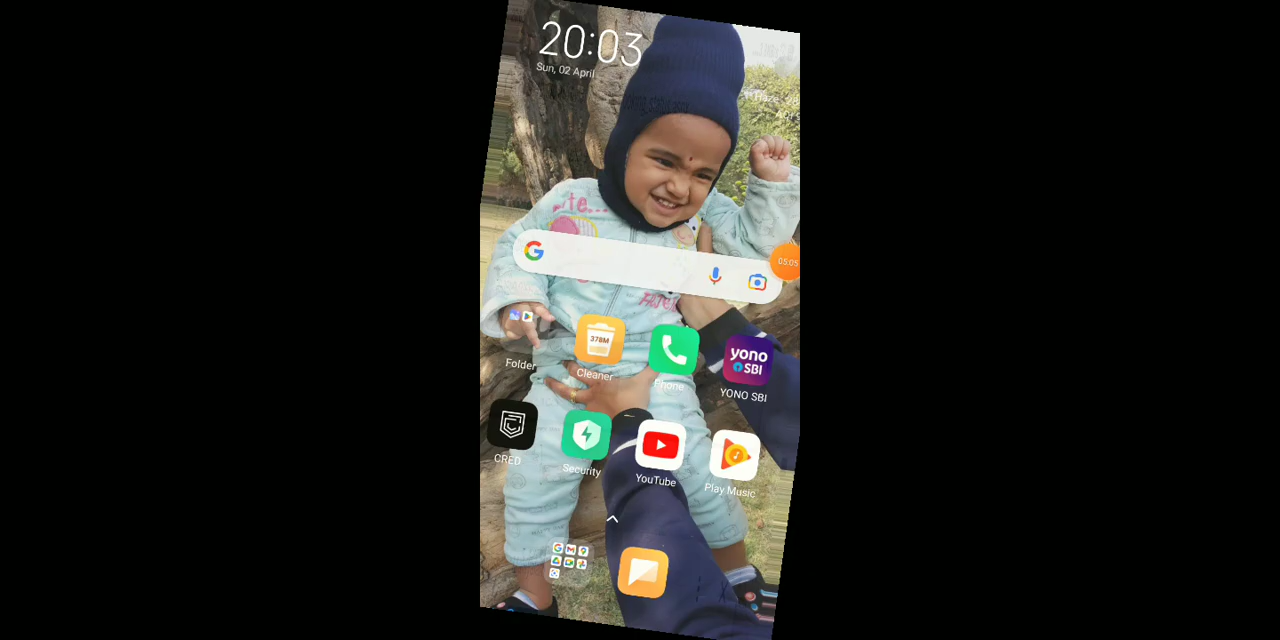 20:03
Sun, 02 April
Haze
05:05
378M
yono
SBI
Folder
Cleaner
Phone
YONO SBI
CRED
Security
YouTube
Play Music